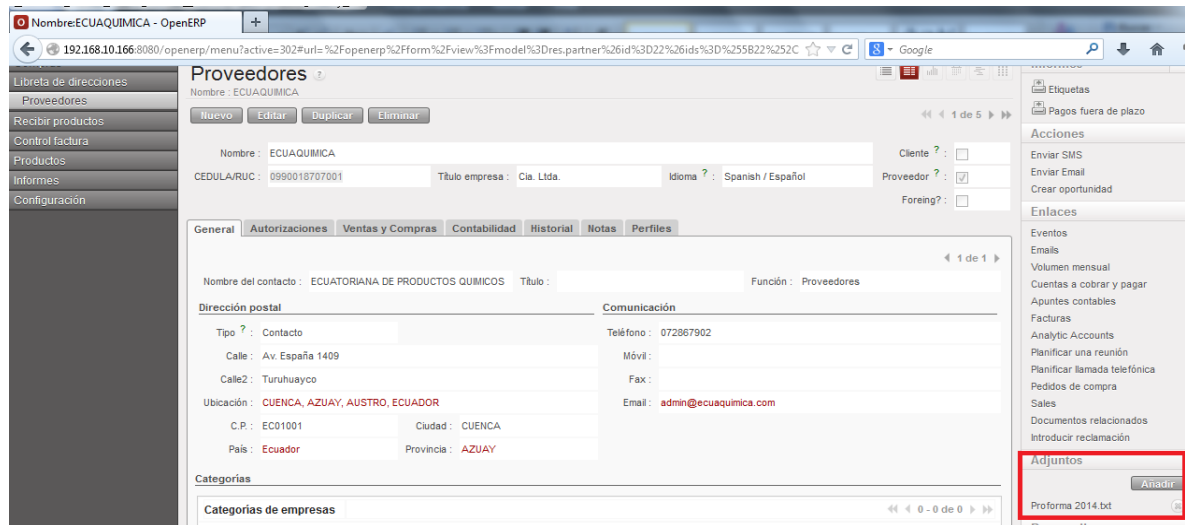 Nombre:ECUAQUIMICA - OpenERP
192.168.10.166:8080/openerp/menu?active=302#url=%2Fopenerp%2Fform%2Fview%3Fmodel%3Dres.partner%26id%3D22%26ids%3D%255B22%252C
Google
Libreta de direcciones
Proveedores
Recibir productos
Control factura
Productos
Informes
Configuración
Proveedores ?
Nombre : ECUAQUIMICA
Nuevo Editar Duplicar Eliminar
1 de 5
Nombre : ECUAQUIMICA
Cliente ? :
CEDULA/RUC : 0990018707001 Título empresa : Cia. Ltda. Idioma ? : Spanish / Español Proveedor ? :
Foreing? :
General Autorizaciones Ventas y Compras Contabilidad Historial Notas Perfiles
1 de 1
Nombre del contacto : ECUATORIANA DE PRODUCTOS QUIMICOS Título : Función : Proveedores
Dirección postal
Tipo ? : Contacto
Calle : Av. España 1409
Calle2 : Turuhuayco
Ubicación : CUENCA, AZUAY, AUSTRO, ECUADOR
C.P. : EC01001 Ciudad : CUENCA
País : Ecuador Provincia : AZUAY
Comunicación
Teléfono : 072867902
Móvil :
Fax :
Email : admin@ecuaquimica.com
Categorías
Categorías de empresas
0 - 0 de 0
Informes
Etiquetas
Pagos fuera de plazo
Acciones
Enviar SMS
Enviar Email
Crear oportunidad
Enlaces
Eventos
Emails
Volumen mensual
Cuentas a cobrar y pagar
Apuntes contables
Facturas
Analytic Accounts
Planificar una reunión
Planificar llamada telefónica
Pedidos de compra
Sales
Documentos relacionados
Introducir reclamación
Adjuntos
Añadir
Proforma 2014.txt